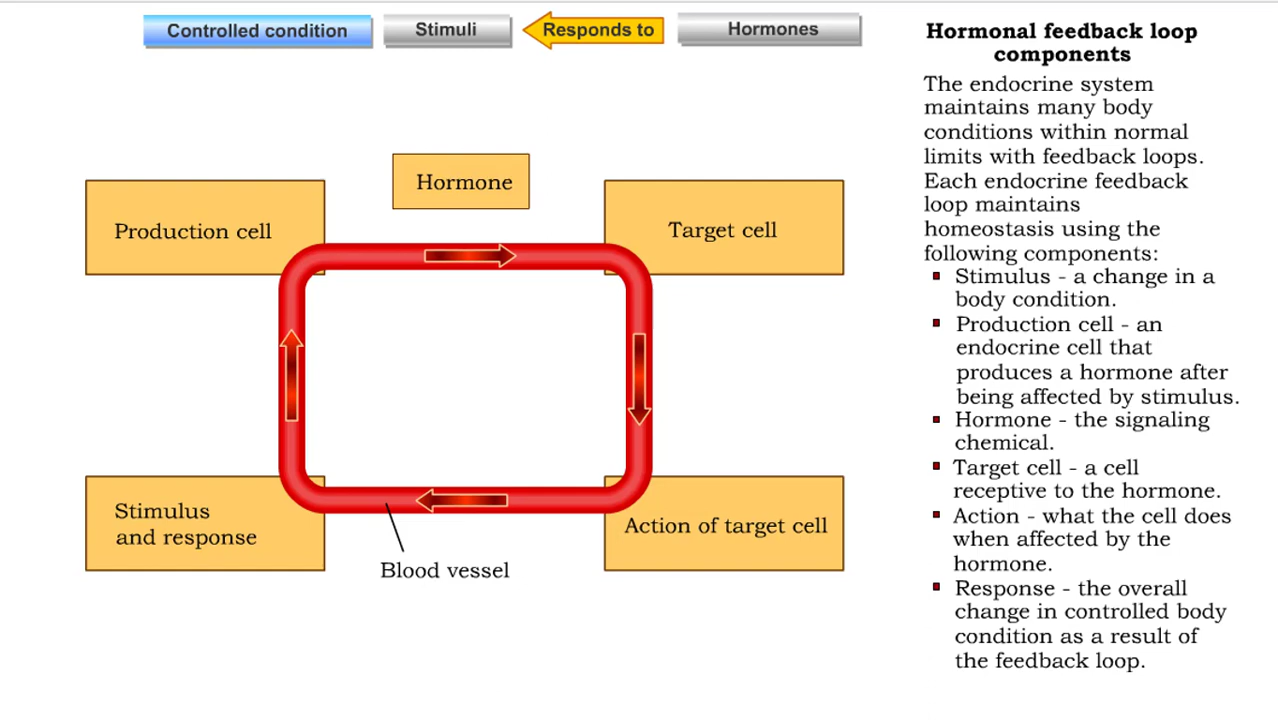 Controlled condition
Stimuli
Responds to
Hormones
Hormone
Production cell
Target cell
Stimulus
and response
Action of target cell
Blood vessel
Hormonal feedback loop
components
The endocrine system
maintains many body
conditions within normal
limits with feedback loops.
Each endocrine feedback
loop maintains
homeostasis using the
following components:
▪ Stimulus - a change in a
body condition.
▪ Production cell - an
endocrine cell that
produces a hormone after
being affected by stimulus.
▪ Hormone - the signaling
chemical.
▪ Target cell - a cell
receptive to the hormone.
▪ Action - what the cell does
when affected by the
hormone.
▪ Response - the overall
change in controlled body
condition as a result of
the feedback loop.